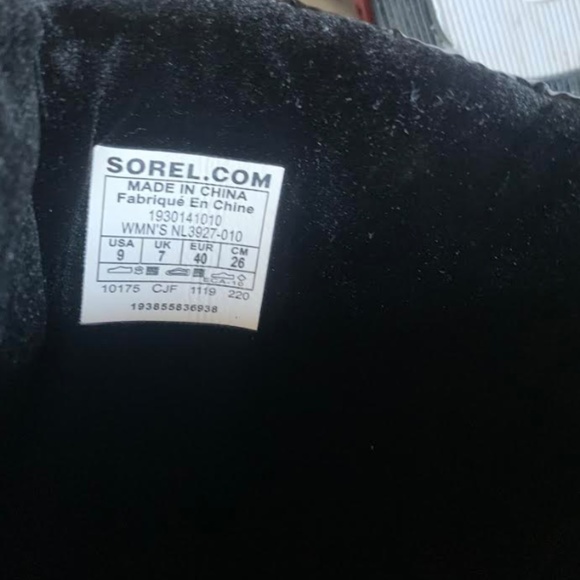 SOREL.COM
MADE IN CHINA
Fabriqué En Chine
1930141010
WMN'S NL3927-010
USA UK EUR CM
9 7 40 26
10175 CJF 1119 220
193855836938